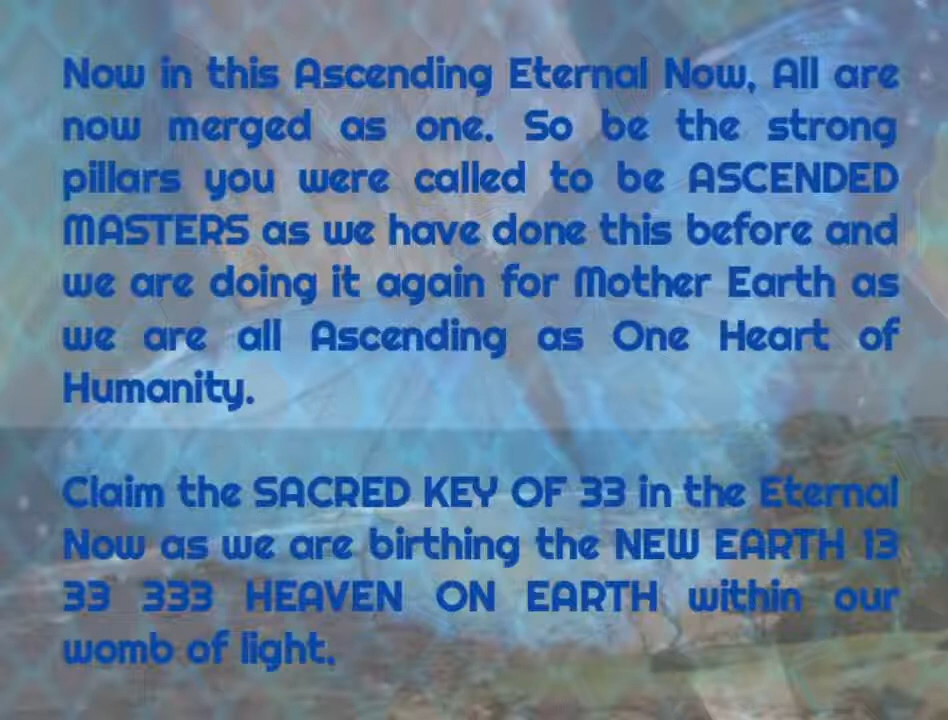 Now in this Ascending Eternal Now, All are
now merged as one. So be the strong
pillars you were called to be ASCENDED
MASTERS as we have done this before and
we are doing it again for Mother Earth as
we are all Ascending as One Heart of
Humanity.
Claim the SACRED KEY OF 33 in the Eternal
Now as we are birthing the NEW EARTH 13
33 333 HEAVEN ON EARTH within our
womb of light.